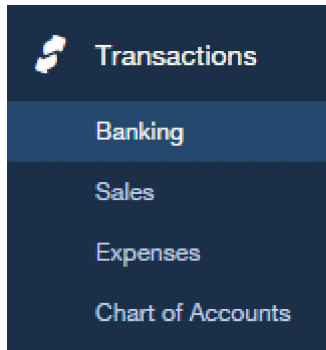 Transactions
Banking
Sales
Expenses
Chart of Accounts